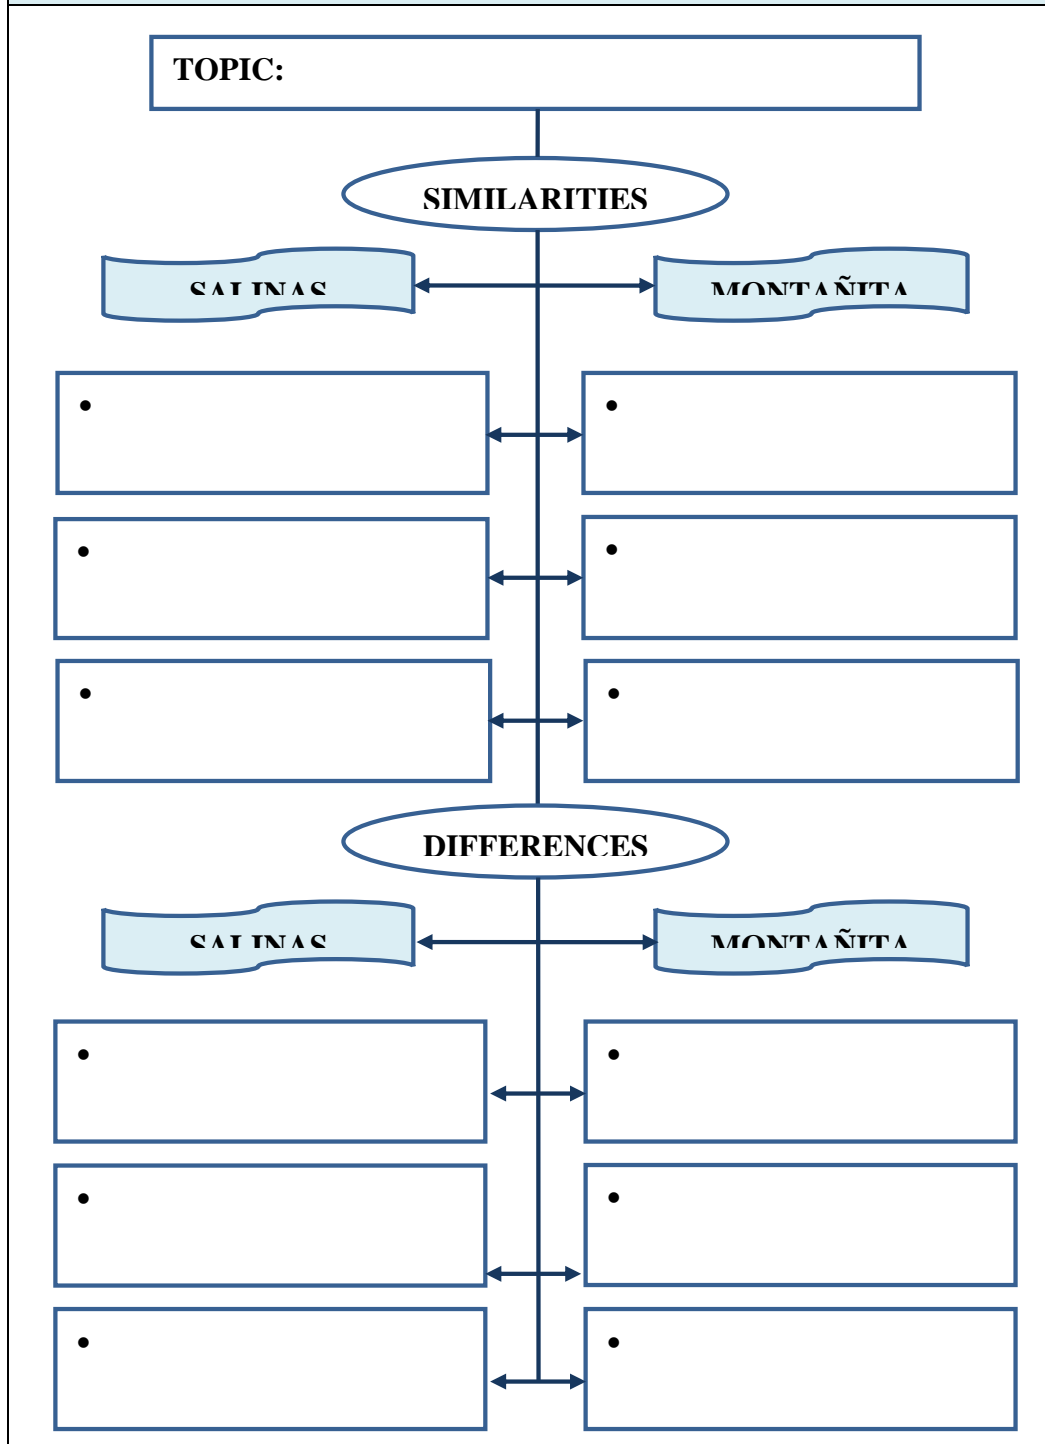 TOPIC:
SIMILARITIES
SALINAS
MONTAÑITA
•
•
•
•
•
•
DIFFERENCES
SALINAS
MONTAÑITA
•
•
•
•
•
•